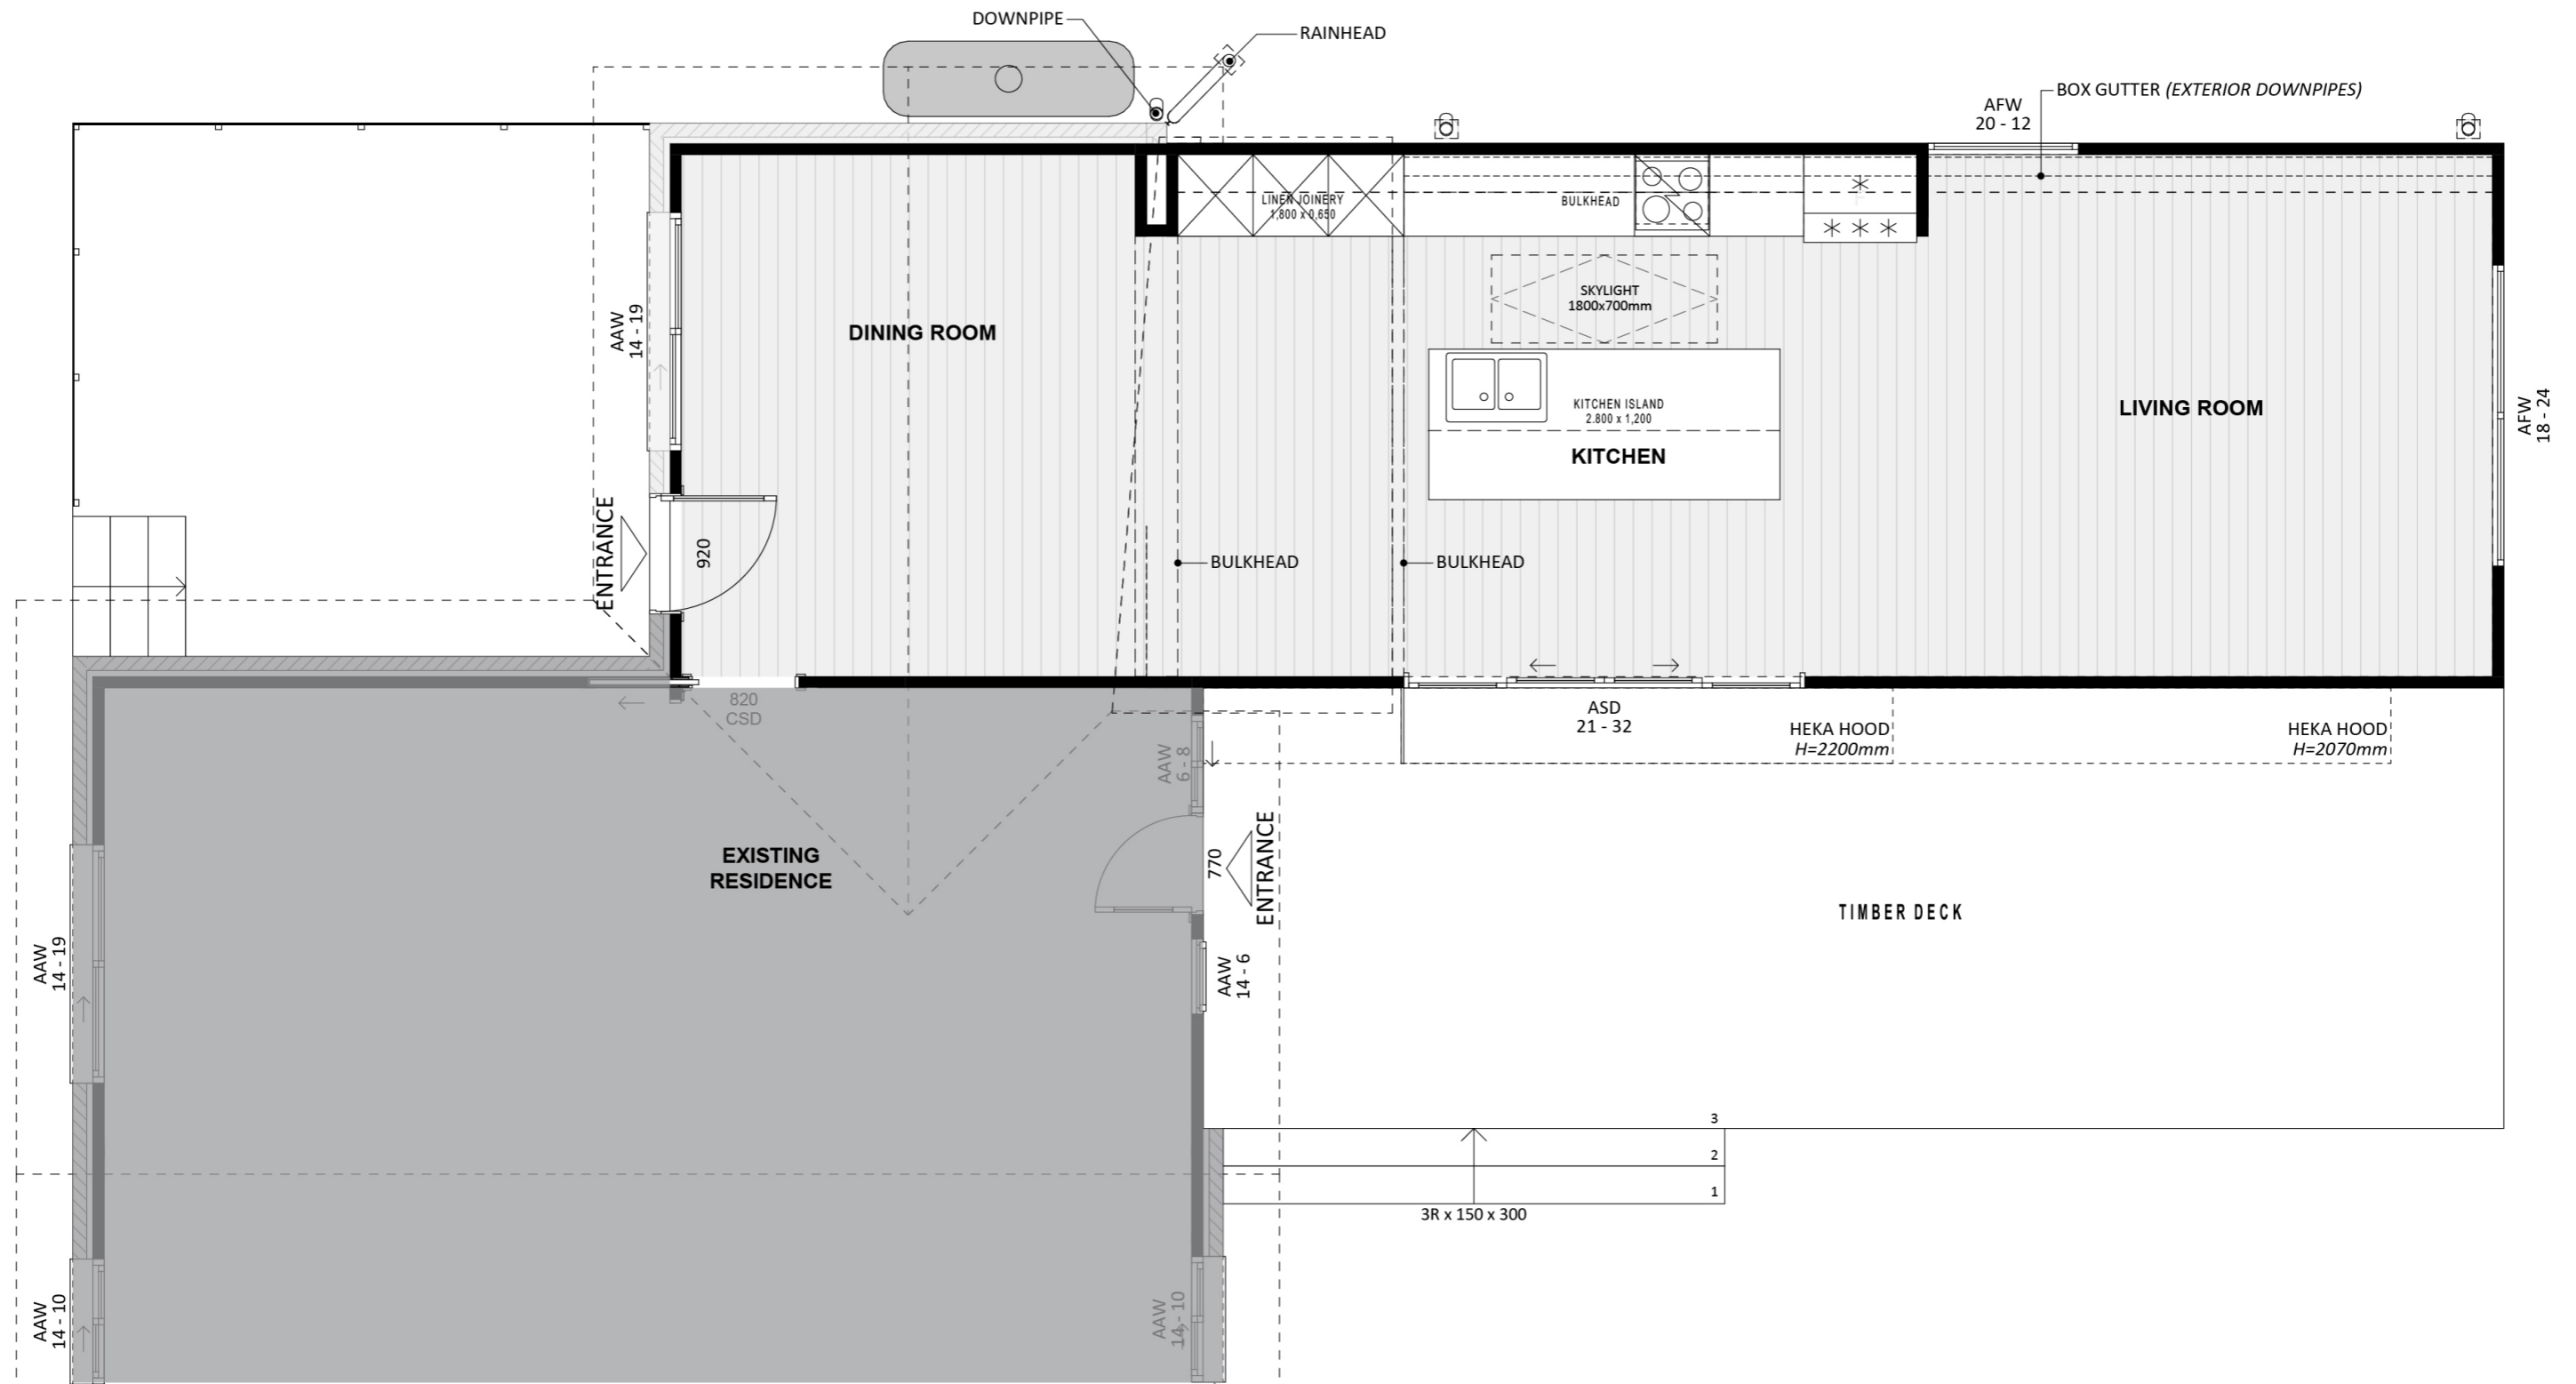 DOWNPIPE
RAINHEAD
BOX GUTTER (EXTERIOR DOWNPIPES)
AFW
20 - 12
LINEN JOINERY
1,800 x 0,650
BULKHEAD
SKYLIGHT
1800x700mm
AAW
14 - 19
DINING ROOM
KITCHEN ISLAND
2.800 x 1,200
KITCHEN
LIVING ROOM
AFW
18 - 24
ENTRANCE
920
BULKHEAD
BULKHEAD
820
CSD
ASD
21 - 32
HEKA HOOD
H=2200mm
HEKA HOOD
H=2070mm
AAW
6 - 8
EXISTING
RESIDENCE
770
ENTRANCE
TIMBER DECK
AAW
14 - 19
AAW
14 - 6
3
2
1
3R x 150 x 300
AAW
14 - 10
AAW
14 - 10